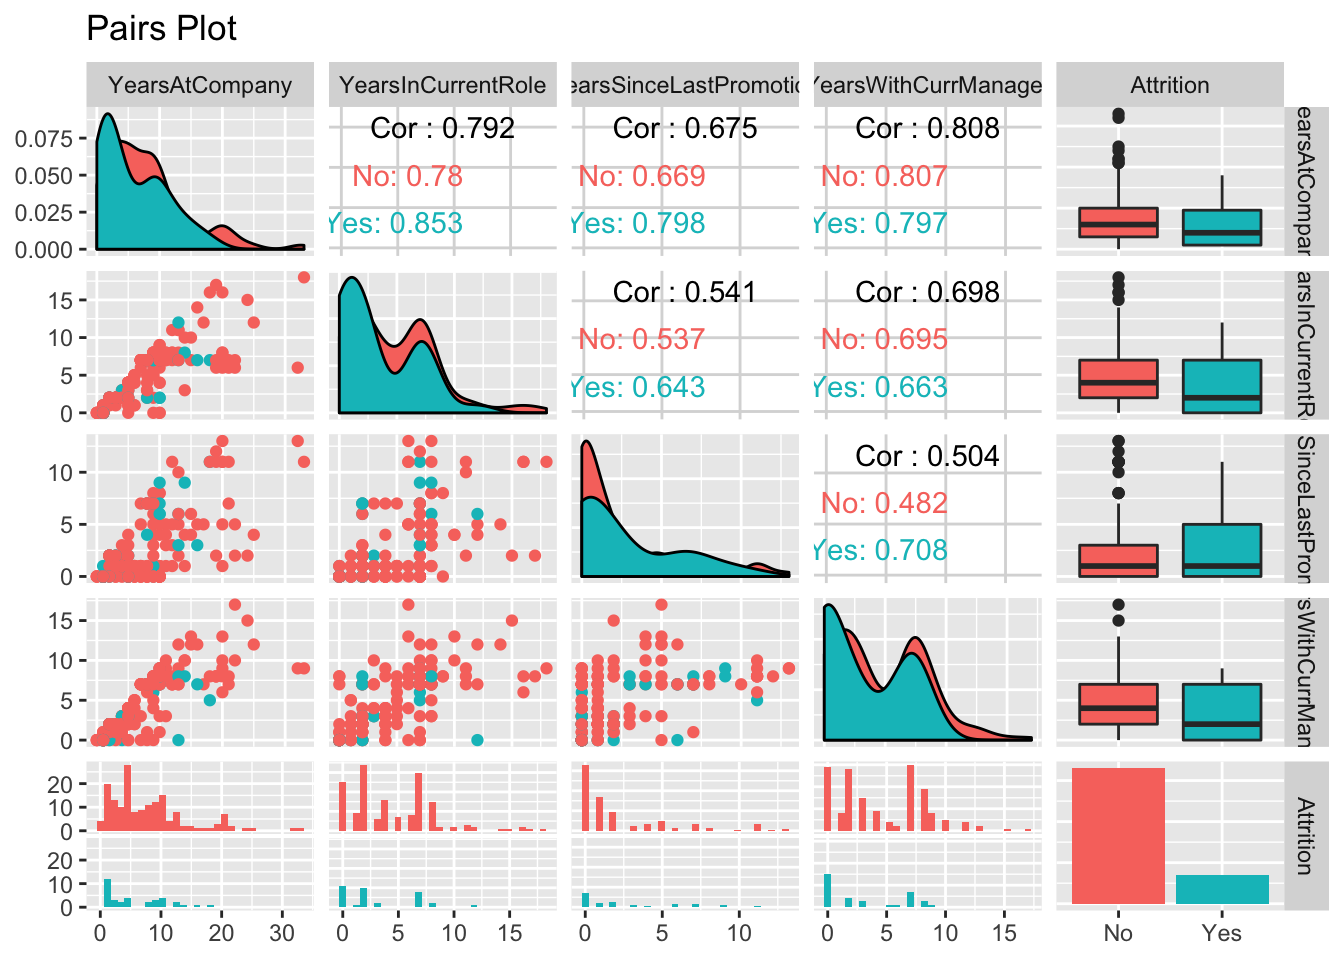 Pairs Plot
YearsAtCompany YearsInCurrentRole earsSinceLastPromotio YearsWithCurrManage Attrition
0.075
0.050
0.025
0.000
Cor : 0.792
No: 0.78
Yes: 0.853
Cor : 0.675
No: 0.669
Yes: 0.798
Cor : 0.808
No: 0.807
Yes: 0.797
earsAtCompan
15
10
5
0
Cor : 0.541
No: 0.537
Yes: 0.643
Cor : 0.698
No: 0.695
Yes: 0.663
arsInCurrentR
10
5
0
Cor : 0.504
No: 0.482
Yes: 0.708
SinceLastPron
15
10
5
0
sWithCurrMan
20
10
0
20
10
0
Attrition
0 10 20 30 0 5 10 15 0 5 10 0 5 10 15 No Yes